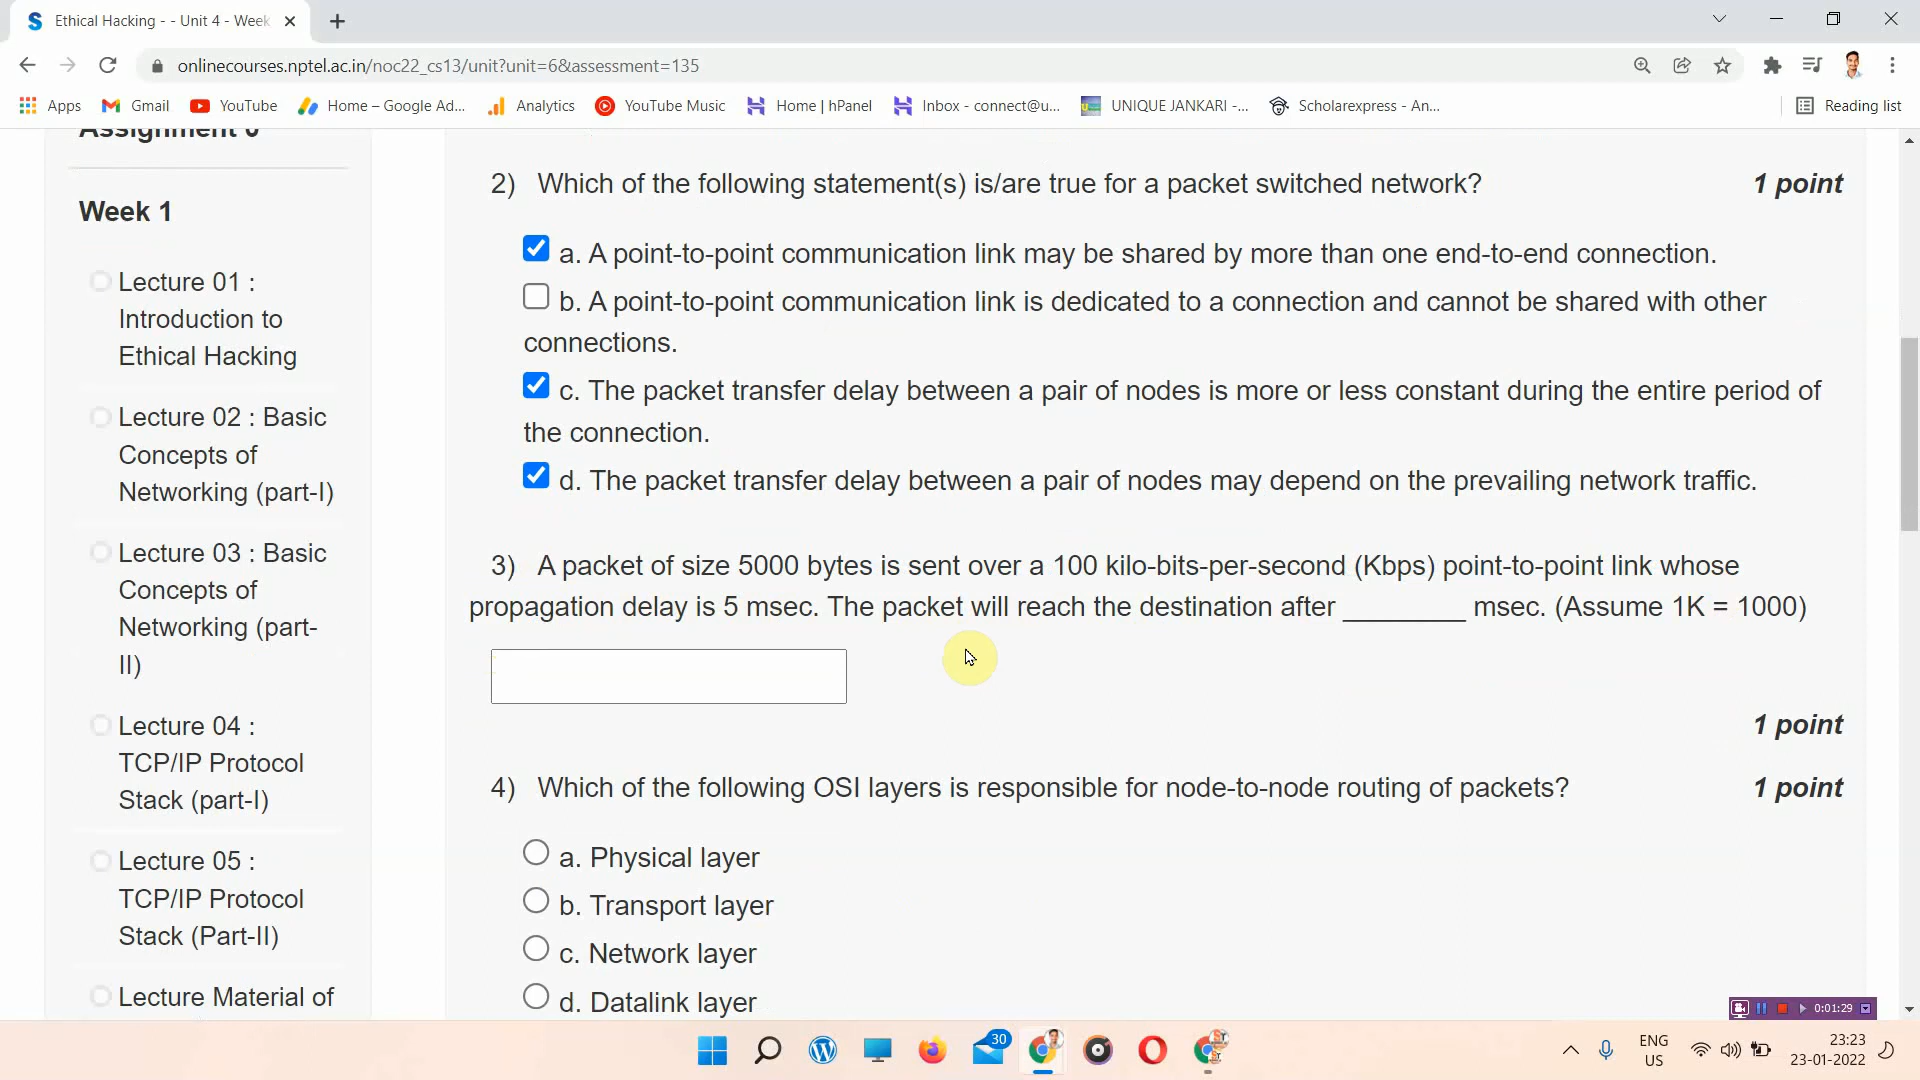 Ethical Hacking - - Unit 4 - Week
onlinecourses.nptel.ac.in/noc22_cs13/unit?unit=6&assessment=135
Apps Gmail YouTube Home – Google Ad... Analytics YouTube Music Home | hPanel Inbox - connect@u... UNIQUE JANKARI -... Scholarexpress - An... Reading list
Assignment 0
Week 1
Lecture 01 :
Introduction to
Ethical Hacking
Lecture 02 : Basic
Concepts of
Networking (part-I)
Lecture 03 : Basic
Concepts of
Networking (part-
II)
Lecture 04 :
TCP/IP Protocol
Stack (part-I)
Lecture 05 :
TCP/IP Protocol
Stack (Part-II)
Lecture Material of
2) Which of the following statement(s) is/are true for a packet switched network? 1 point
a. A point-to-point communication link may be shared by more than one end-to-end connection.
b. A point-to-point communication link is dedicated to a connection and cannot be shared with other
connections.
c. The packet transfer delay between a pair of nodes is more or less constant during the entire period of
the connection.
d. The packet transfer delay between a pair of nodes may depend on the prevailing network traffic.
3) A packet of size 5000 bytes is sent over a 100 kilo-bits-per-second (Kbps) point-to-point link whose
propagation delay is 5 msec. The packet will reach the destination after ________ msec. (Assume 1K = 1000)
1 point
4) Which of the following OSI layers is responsible for node-to-node routing of packets? 1 point
a. Physical layer
b. Transport layer
c. Network layer
d. Datalink layer
0:01:29
30
ENG
US
23:23
23-01-2022